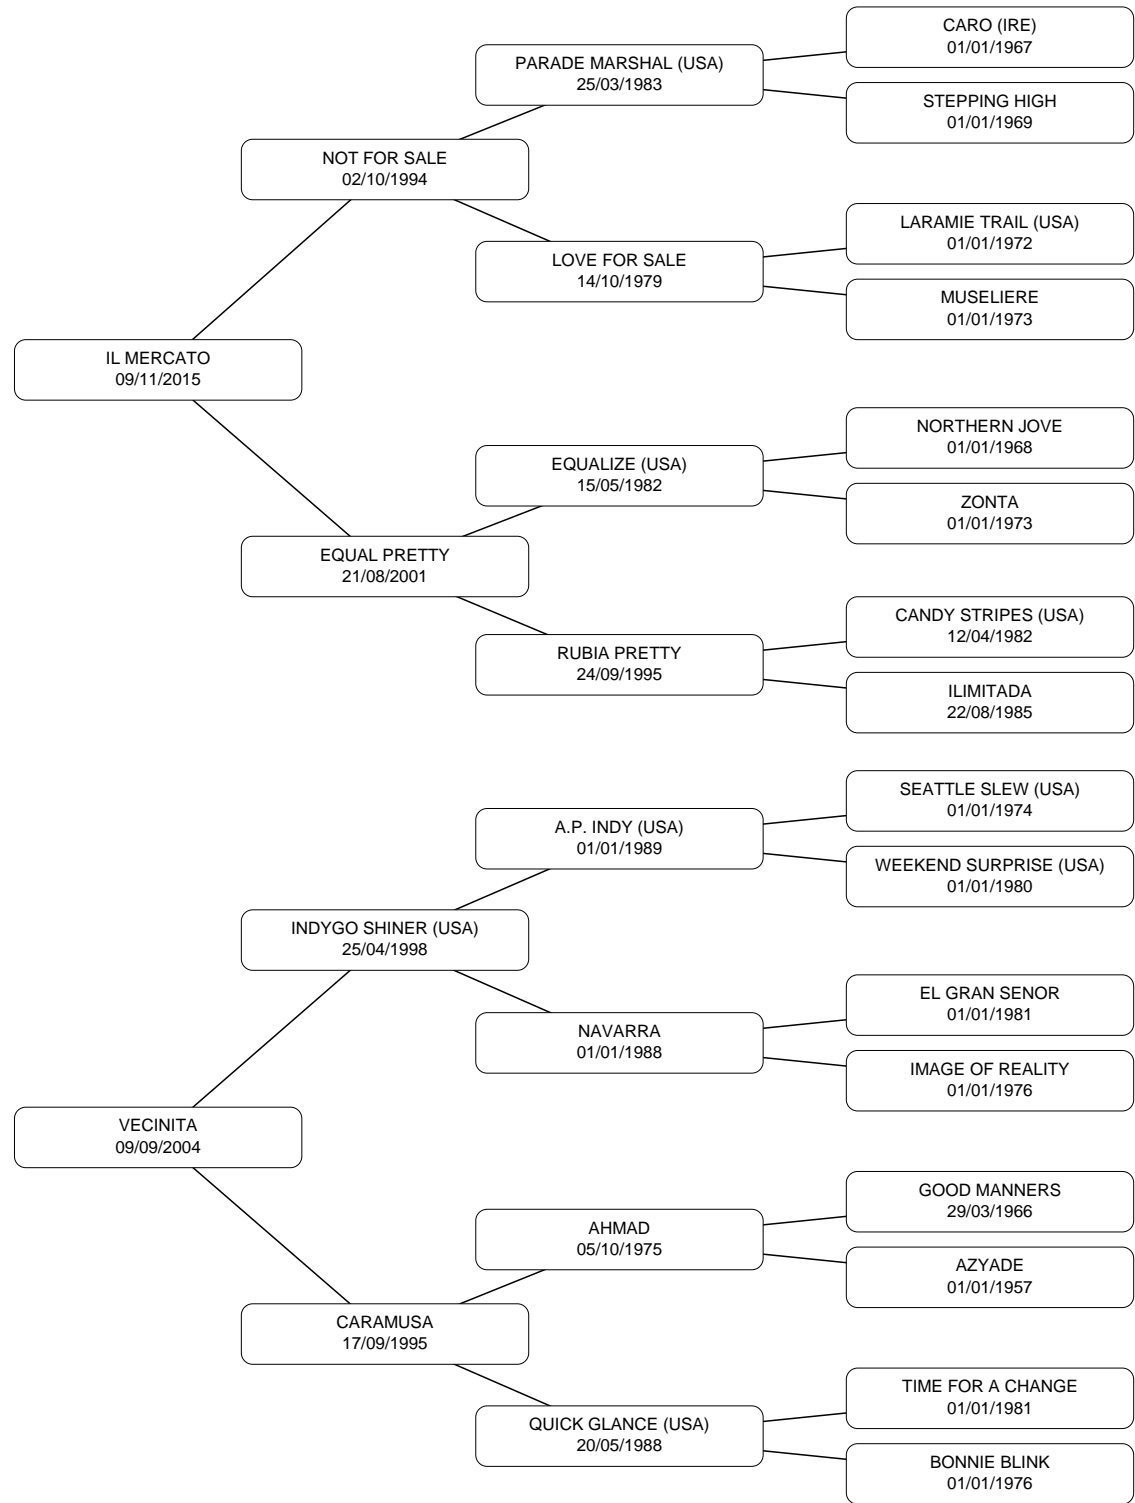 CARO (IRE)
01/01/1967
PARADE MARSHAL (USA)
25/03/1983
STEPPING HIGH
01/01/1969
NOT FOR SALE
02/10/1994
LARAMIE TRAIL (USA)
01/01/1972
LOVE FOR SALE
14/10/1979
MUSELIERE
01/01/1973
IL MERCATO
09/11/2015
NORTHERN JOVE
01/01/1968
EQUALIZE (USA)
15/05/1982
ZONTA
01/01/1973
EQUAL PRETTY
21/08/2001
CANDY STRIPES (USA)
12/04/1982
RUBIA PRETTY
24/09/1995
ILIMITADA
22/08/1985
SEATTLE SLEW (USA)
01/01/1974
A.P. INDY (USA)
01/01/1989
WEEKEND SURPRISE (USA)
01/01/1980
INDYGO SHINER (USA)
25/04/1998
EL GRAN SENOR
01/01/1981
NAVARRA
01/01/1988
IMAGE OF REALITY
01/01/1976
VECINITA
09/09/2004
GOOD MANNERS
29/03/1966
AHMAD
05/10/1975
AZYADE
01/01/1957
CARAMUSA
17/09/1995
TIME FOR A CHANGE
01/01/1981
QUICK GLANCE (USA)
20/05/1988
BONNIE BLINK
01/01/1976